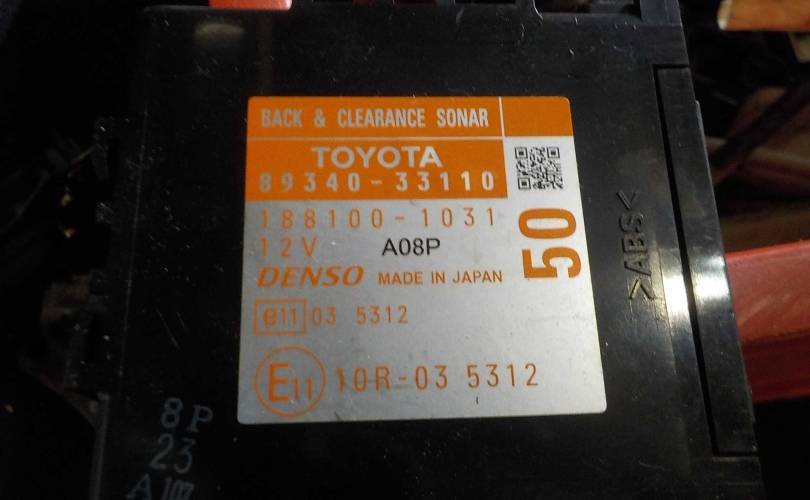 BACK & CLEARANCE SONAR
TOYOTA
89340-33110
188100-1031
12V A08P
50
DENSO MADE IN JAPAN
e11 03 5312
E11 10R-03 5312
>ABS<
8P
23